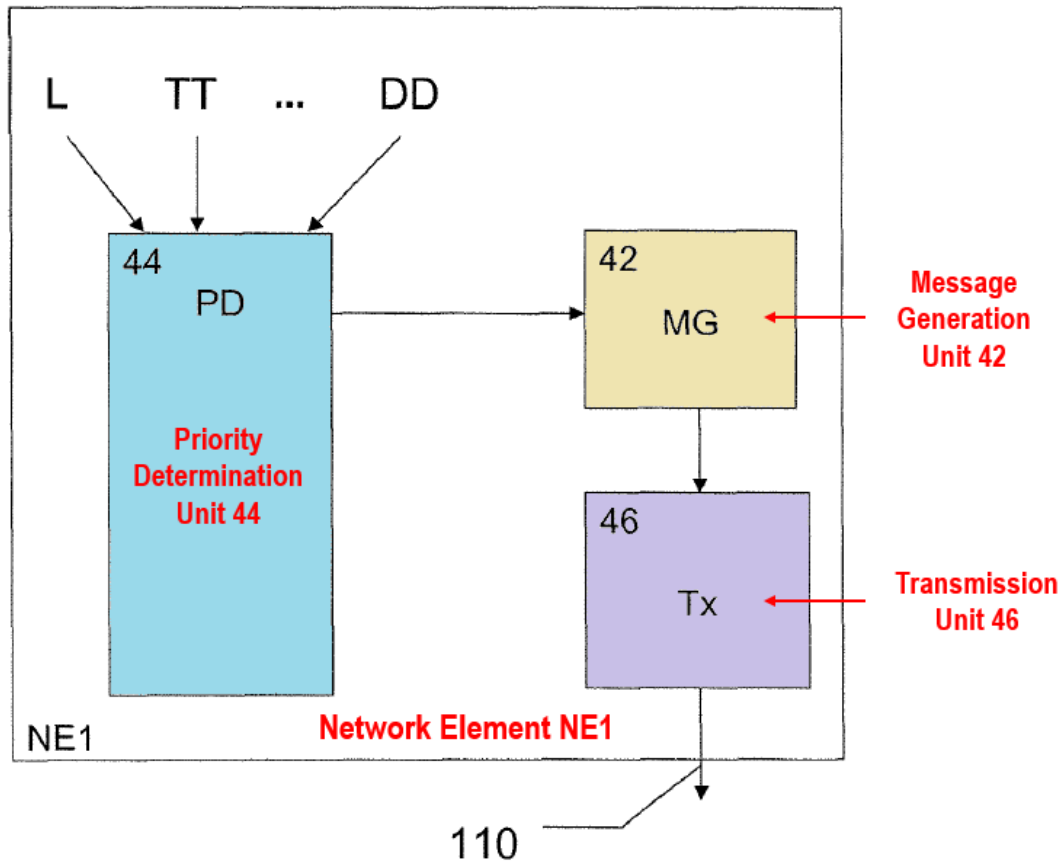 L TT ... DD
44
PD
Priority
Determination
Unit 44
42
MG
Message
Generation
Unit 42
46
Tx
Transmission
Unit 46
NE1
Network Element NE1
110